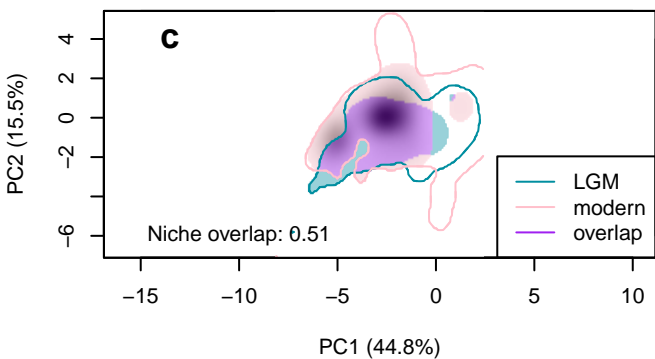 c
4
2
0
−2
−6
PC2 (15.5%)
Niche overlap: 0.51
LGM
modern
overlap
−15
−10
−5
0
5
10
PC1 (44.8%)